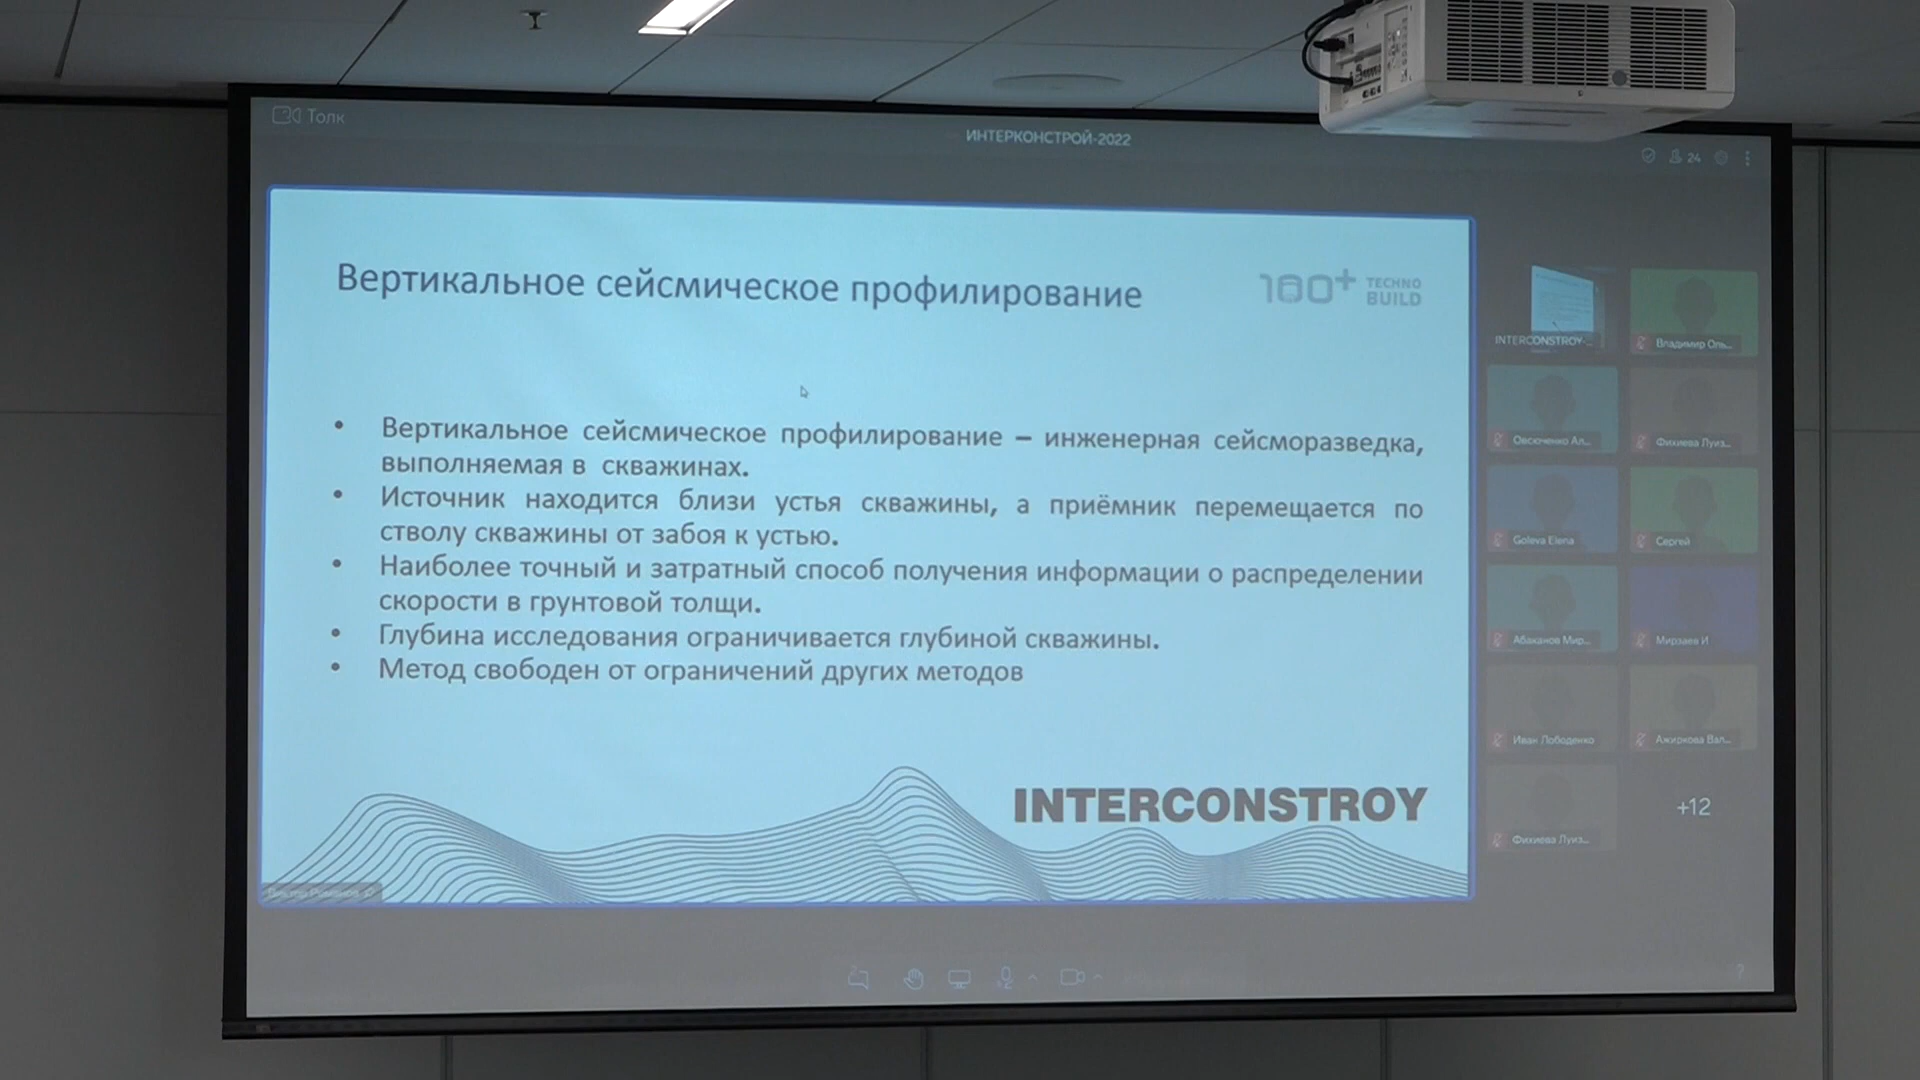 Толк
ИНТЕРКОНСТРОЙ-2022
24
Вертикальное сейсмическое профилирование
180+ TECHNO
BUILD
• Вертикальное сейсмическое профилирование – инженерная сейсморазведка,
выполняемая в скважинах.
• Источник находится близи устья скважины, а приёмник перемещается по
стволу скважины от забоя к устью.
• Наиболее точный и затратный способ получения информации о распределении
скорости в грунтовой толщи.
• Глубина исследования ограничивается глубиной скважины.
• Метод свободен от ограничений других методов
INTERCONSTROY
INTERCONSTROY-...
Владимир Оль...
Овсюченко Ал...
Фихиева Луиз...
Goleva Elena
Сергей
Абаканов Мир...
Мирзаев И
Иван Лободенко
Ажиркова Вал...
Фихиева Луиз...
+12
?